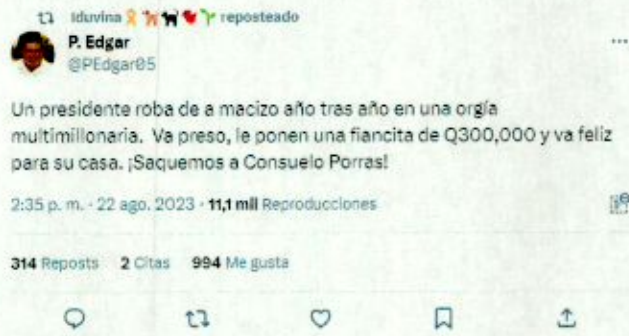 Iduvina reposteado
P. Edgar
@PEdgar05
Un presidente roba de a macizo año tras año en una orgía
multimillonaria. Va preso, le ponen una fiancita de Q300,000 y va feliz
para su casa. ¡Saquemos a Consuelo Porras!
2:35 p. m. · 22 ago. 2023 · 11,1 mil Reproducciones
314 Reposts 2 Citas 994 Me gusta